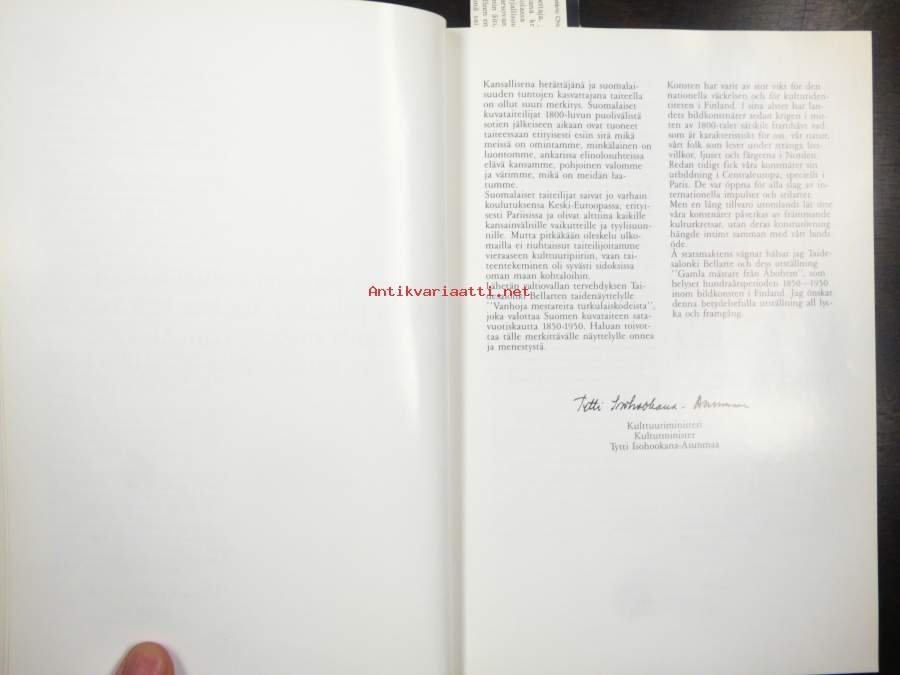 Kansallisena herättäjänä ja suomalai-
suuden tuntojen kasvattajana taiteella
on ollut suuri merkitys. Suomalaiset
kuvataiteilijat 1800-luvun puolivälistä
sotien jälkeiseen aikaan ovat tuoneet
taiteessaan erityisesti esiin sitä mikä
meissä on omintamme, minkälainen on
luontomme, ankarissa elinolosuhteissa
elävä kansamme, pohjoinen valomme
ja värimme, mikä on meidän laa-
tumme.
Suomalaiset taiteilijat saivat jo varhain
koulutuksensa Keski-Euroopassa, erityi-
sesti Pariisissa ja olivat alttiina kaikille
kansainvälisille vaikutteille ja tyylisuun-
nille. Mutta pitkäkään oleskelu ulko-
mailla ei tiuhtaissut taiteilijoitamme
vieraaseen kulttuuripiiriin, vaan tai-
teentekeminen oli syvästi sidoksissa
oman maan kohtaloihin.
Lähetän valtiovallan tervehdyksen Tai-
desalonki Bellarten taidenäyttelylle
"Vanhoja mestareita turkulaiskodeista",
joka valottaa Suomen kuvataiteen sata-
vuotiskautta 1850-1950. Haluan toivot-
taa tälle merkittävälle näyttelylle onnea
ja menestystä.
Konsten har varit av stor vikt för den
nationella väckelsen och för kulturiden-
titeten i Finland. I sina alster har lan-
dets bildkonstnärer sedan krigen i mit-
ten av 1800-talet särskilt framhävt vad
som är karakteristiskt för oss, vår natur,
vårt folk som lever under stränga lers-
villkor, ljuset och färgerna i Norden.
Redan tidigt fick våra konstnärer sin
utbildning i Centraleuropa, speciellt i
Paris. De var öppna för alla slag av in-
ternationella impulser och stilarter.
Men en lång tillvaro utomlands lät inte
våra konstnärer påverkas av främmande
kulturkretsar, utan deras konstutövning
hängde intimt samman med vårt lands
öde.
Å statsmaktens vägnar hälsar jag Taide-
salonki Bellarte och dess utställning
"Gamla mästare från Åbohem", som
belyser hundraårsperioden 1850—1950
inom bildkonsten i Finland. Jag önskar
denna betydelsefulla utställning all lyc-
ka och framgång.
Antikvariaatti.net
Tytti Isohookana-Asunmaa
Kulttuuriministeri
Kulturminister
Tytti Isohookana-Asunmaa